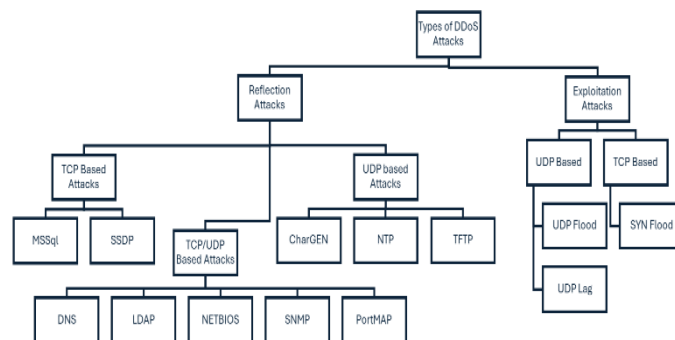 Types of DDoS
Attacks
Reflection
Attacks
Exploitation
Attacks
TCP Based
Attacks
UDP based
Attacks
UDP Based
TCP Based
MSSql
SSDP
TCP/UDP
Based Attacks
CharGEN
NTP
TFTP
UDP Flood
SYN Flood
UDP Lag
DNS
LDAP
NETBIOS
SNMP
PortMAP